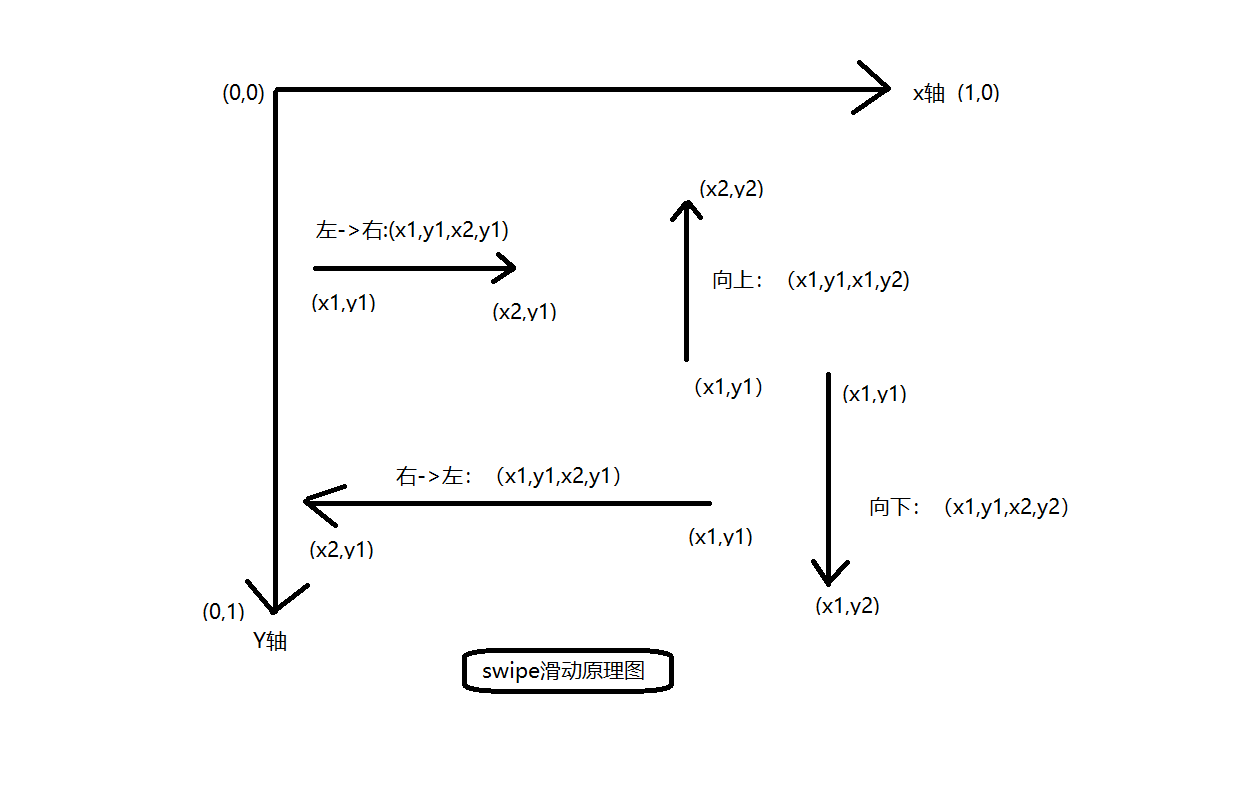 (0,0)
x轴 (1,0)
(x2,y2)
左->右:(x1,y1,x2,y1)
向上：（x1,y1,x1,y2)
(x1,y1)
(x2,y1)
（x1,y1）
(x1,y1)
右->左：（x1,y1,x2,y1）
向下：（x1,y1,x2,y2）
(x1,y1)
(x2,y1)
(0,1)
(x1,y2)
Y轴
swipe滑动原理图